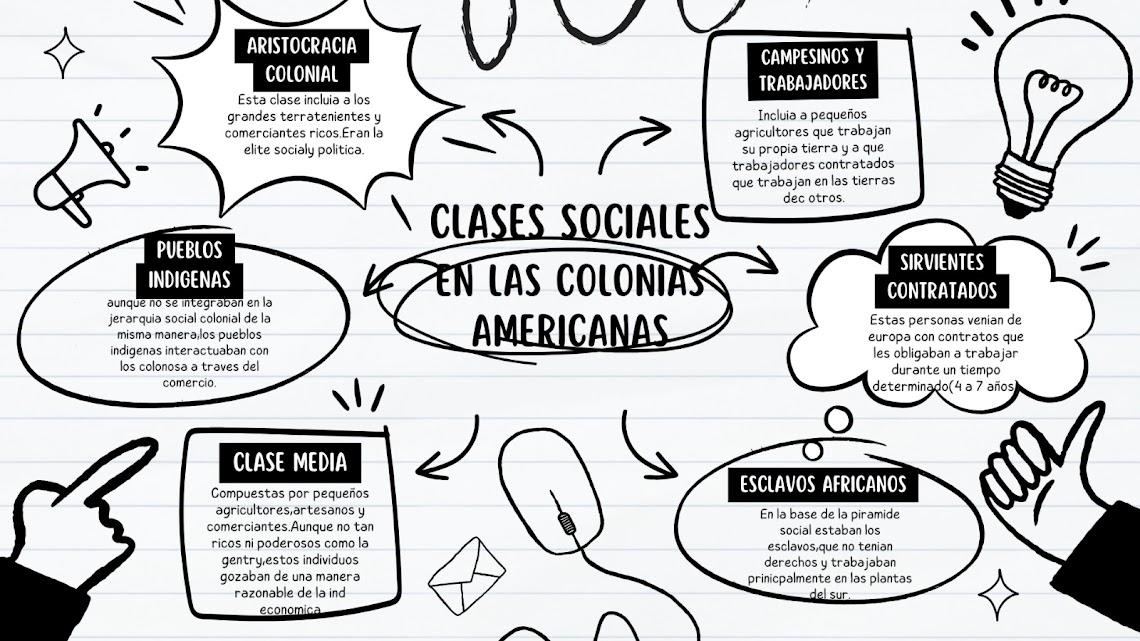 ARISTOCRACIA
COLONIAL
Esta clase incluia a los
grandes terratenientes y
comerciantes ricos.Eran la
elite socialy politica.
CAMPESINOS Y
TRABAJADORES
Incluia a pequeños
agricultores que trabajan
su propia tierra y a que
trabajadores contratados
que trabajan en las tierras
dec otros.
CLASES SOCIALES
EN LAS COLONIAS
AMERICANAS
PUEBLOS
INDIGENAS
aunque no se integraban en la
jerarquia social colonial de la
misma manera,los pueblos
indigenas interactuaban con
los colonosa a traves del
comercio.
SIRVIENTES
CONTRATADOS
Estas personas venian de
europa con contratos que
les obligaban a trabajar
durante un tiempo
determinado(4 a 7 años)
CLASE MEDIA
Compuestas por pequeños
agricultores,artesanos y
comerciantes.Aunque no tan
ricos ni poderosos como la
gentry,estos individuos
gozaban de una manera
razonable de la ind
economica
ESCLAVOS AFRICANOS
En la base de la piramide
social estaban los
esclavos,que no tenian
derechos y trabajaban
prinicpalmente en las plantas
del sur.